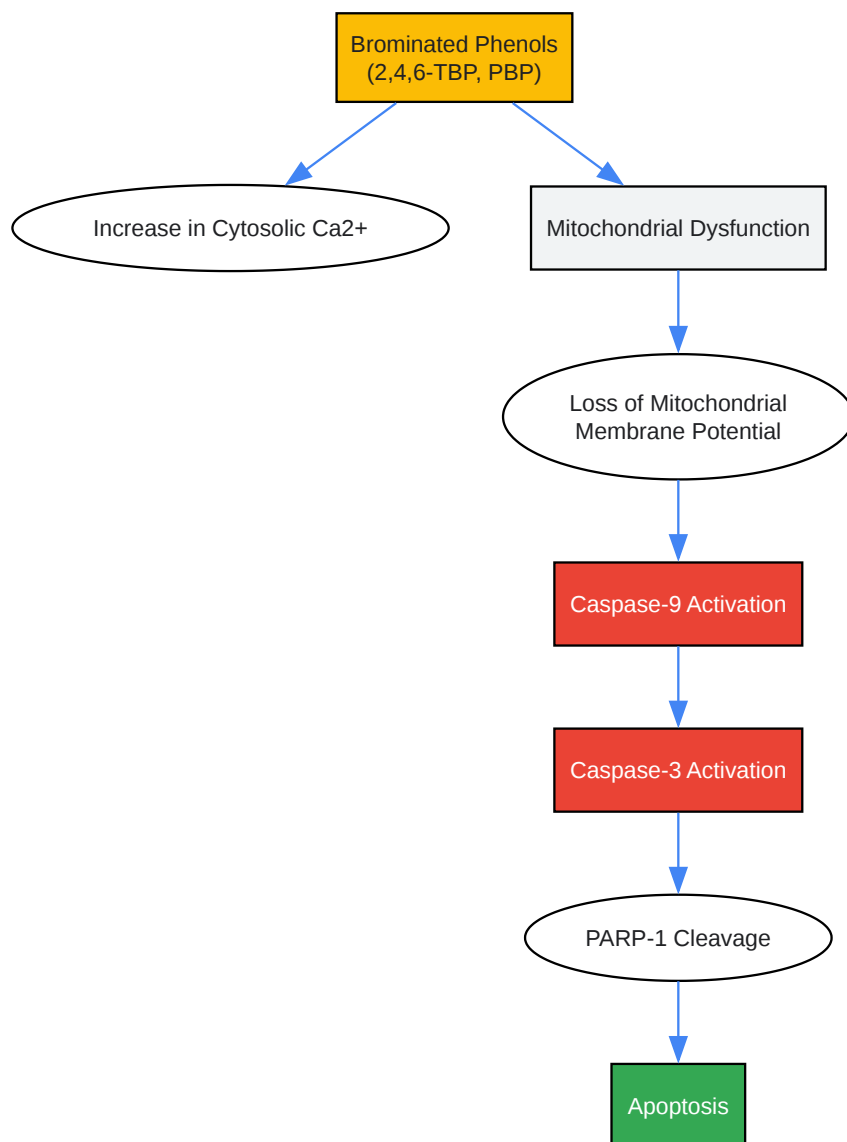 Brominated Phenols
(2,4,6-TBP, PBP)
Increase in Cytosolic Ca2+
Mitochondrial Dysfunction
Loss of Mitochondrial
Membrane Potential
Caspase-9 Activation
Caspase-3 Activation
PARP-1 Cleavage
Apoptosis